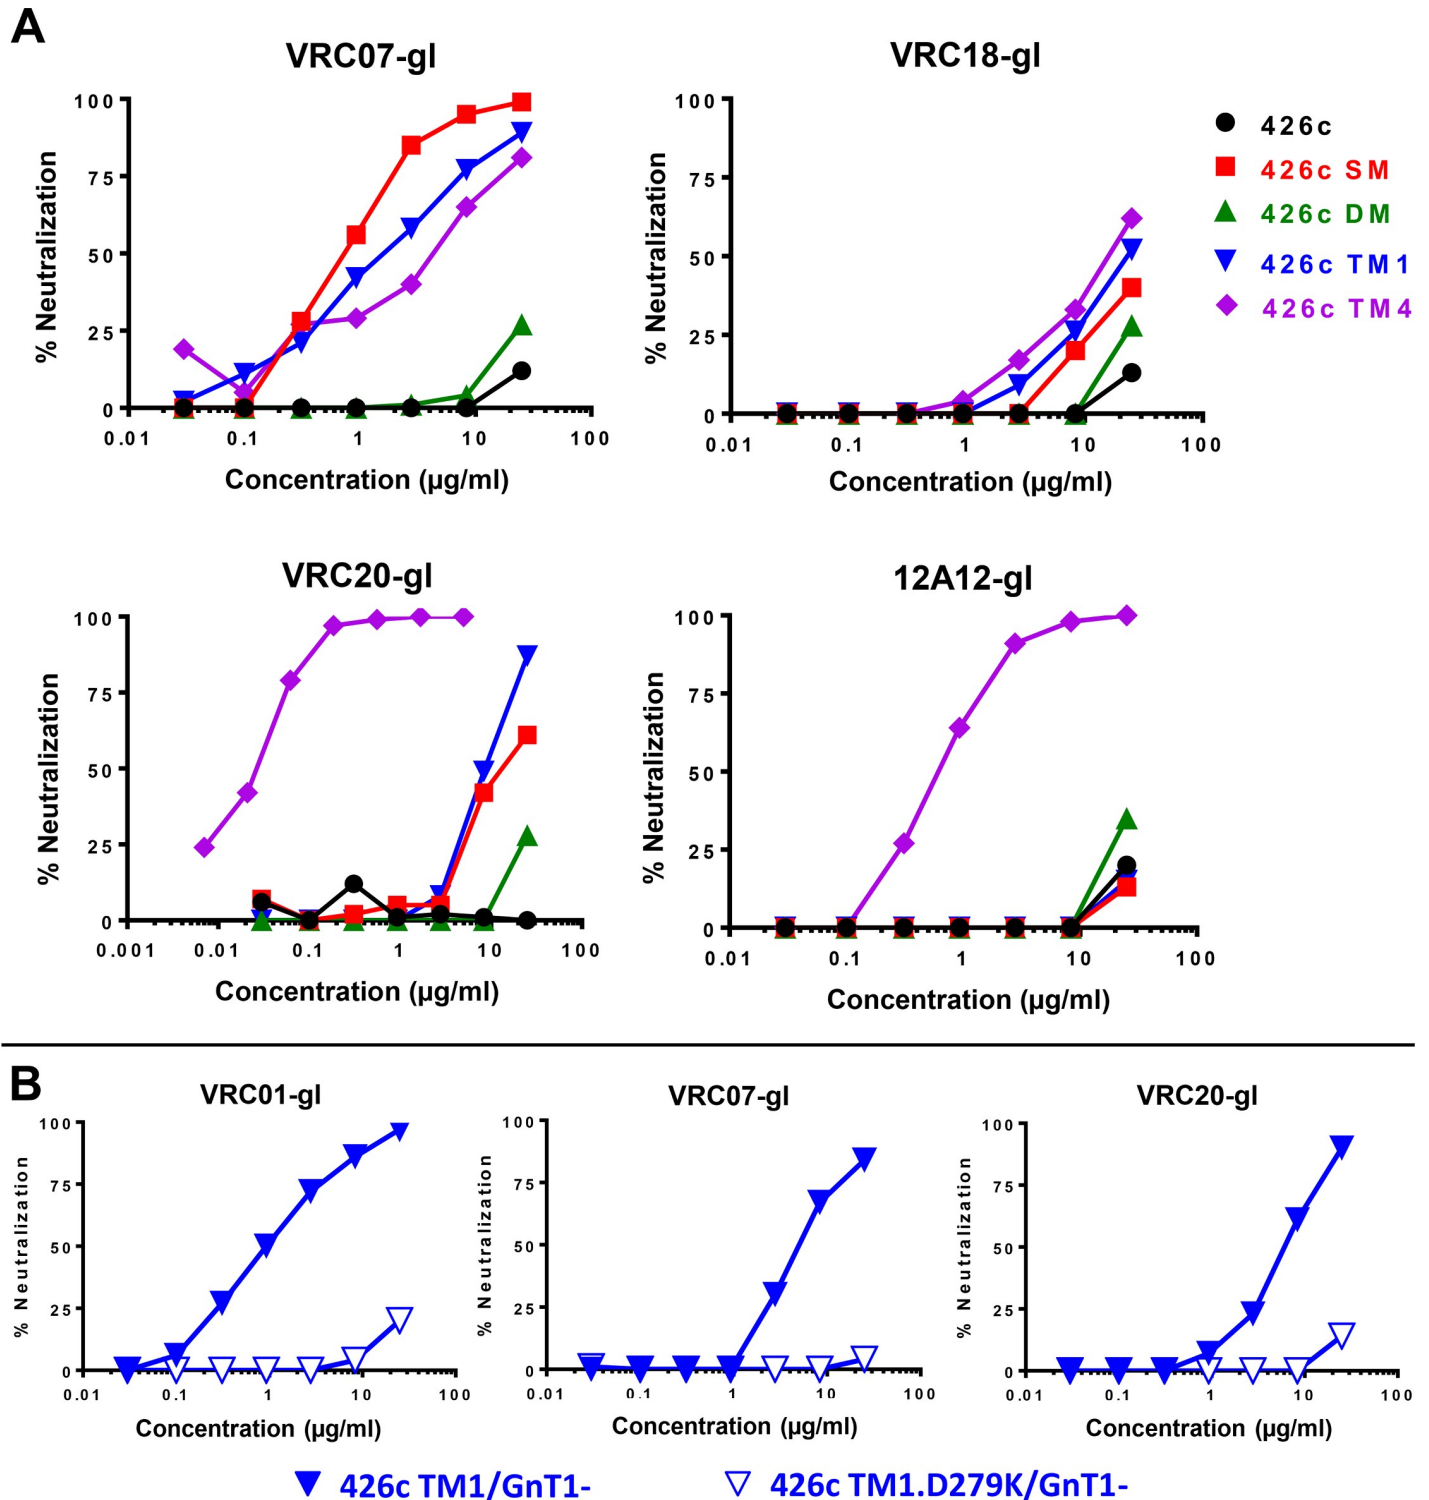 A
VRC07-gl
VRC18-gl
100
75
50
25
0
% Neutralization
0.01 0.1 1 10 100
Concentration (µg/ml)
100
75
50
25
0
% Neutralization
0.01 0.1 1 10 100
Concentration (µg/ml)
426c
426c SM
426c DM
426c TM1
426c TM4
VRC20-gl
12A12-gl
100
75
50
25
0
% Neutralization
0.001 0.01 0.1 1 10 100
Concentration (µg/ml)
100
75
50
25
0
% Neutralization
0.01 0.1 1 10 100
Concentration (µg/ml)
B
VRC01-gl
VRC07-gl
VRC20-gl
100
75
50
25
0
% Neutralization
0.01 0.1 1 10 100
Concentration (µg/ml)
100
75
50
25
0
% Neutralization
0.01 0.1 1 10 100
Concentration (µg/ml)
100
75
50
25
0
% Neutralization
0.01 0.1 1 10 100
Concentration (µg/ml)
426c TM1/GnT1-
426c TM1.D279K/GnT1-